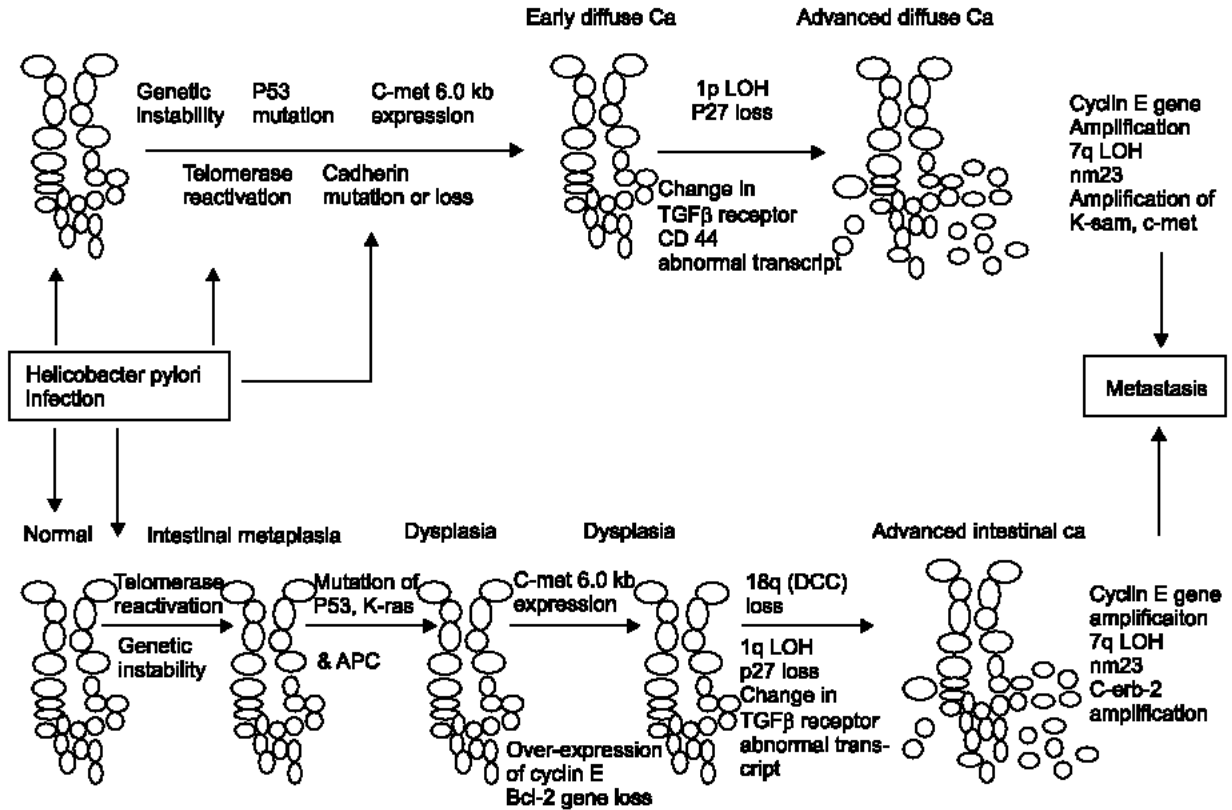 Early diffuse Ca
Advanced diffuse Ca
Genetic
instability
P53
mutation
C-met 6.0 kb
expression
Telomerase
reactivation
Cadherin
mutation or loss
1p LOH
P27 loss
Change in
TGFβ receptor
CD 44
abnormal transcript
Cyclin E gene
Amplification
7q LOH
nm23
Amplification of
K-sam, c-met
Helicobacter pylori
infection
Metastasis
Normal
Intestinal metaplasia
Dysplasia
Dysplasia
Advanced intestinal ca
Telomerase
reactivation
Genetic
instability
Mutation of
P53, K-ras
& APC
C-met 6.0 kb
expression
Over-expression
of cyclin E
Bcl-2 gene loss
18q (DCC)
loss
1q LOH
p27 loss
Change in
TGFβ receptor
abnormal trans-
cript
Cyclin E gene
amplificaiton
7q LOH
nm23
C-erb-2
amplification